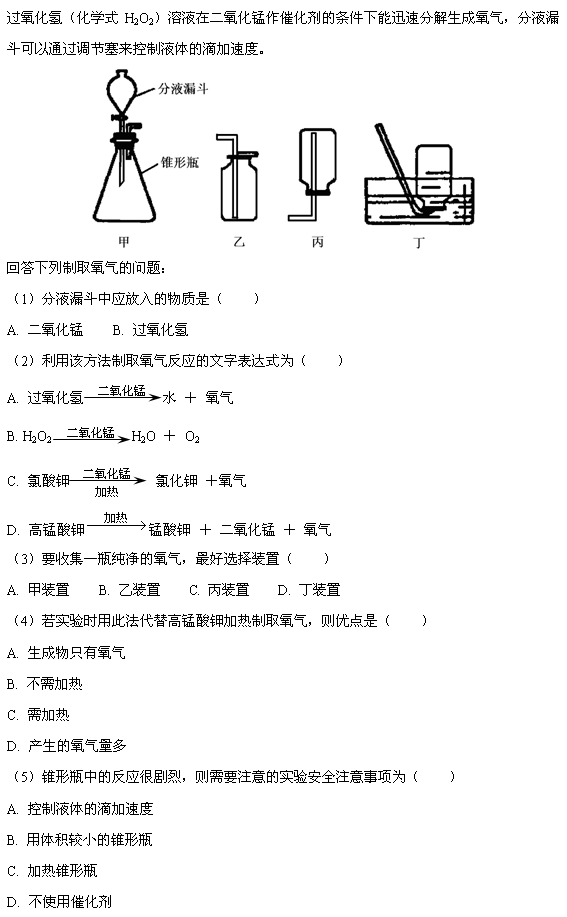 过氧化氢（化学式 H₂O₂）溶液在二氧化锰作催化剂的条件下能迅速分解生成氧气，分液漏
斗可以通过调节塞来控制液体的滴加速度。
分液漏斗
锥形瓶
甲 乙 丙 丁
回答下列制取氧气的问题：
（1）分液漏斗中应放入的物质是（  ）
A. 二氧化锰 B. 过氧化氢
（2）利用该方法制取氧气反应的文字表达式为（  ）
二氧化锰
A. 过氧化氢 → 水 ＋ 氧气
二氧化锰
B. H₂O₂ → H₂O ＋ O₂
二氧化锰
C. 氯酸钾 → 氯化钾 ＋氧气
加热
加热
D. 高锰酸钾 → 锰酸钾 ＋ 二氧化锰 ＋ 氧气
（3）要收集一瓶纯净的氧气，最好选择装置（  ）
A. 甲装置 B. 乙装置 C. 丙装置 D. 丁装置
（4）若实验时用此法代替高锰酸钾加热制取氧气，则优点是（  ）
A. 生成物只有氧气
B. 不需加热
C. 需加热
D. 产生的氧气量多
（5）锥形瓶中的反应很剧烈，则需要注意的实验安全注意事项为（  ）
A. 控制液体的滴加速度
B. 用体积较小的锥形瓶
C. 加热锥形瓶
D. 不使用催化剂